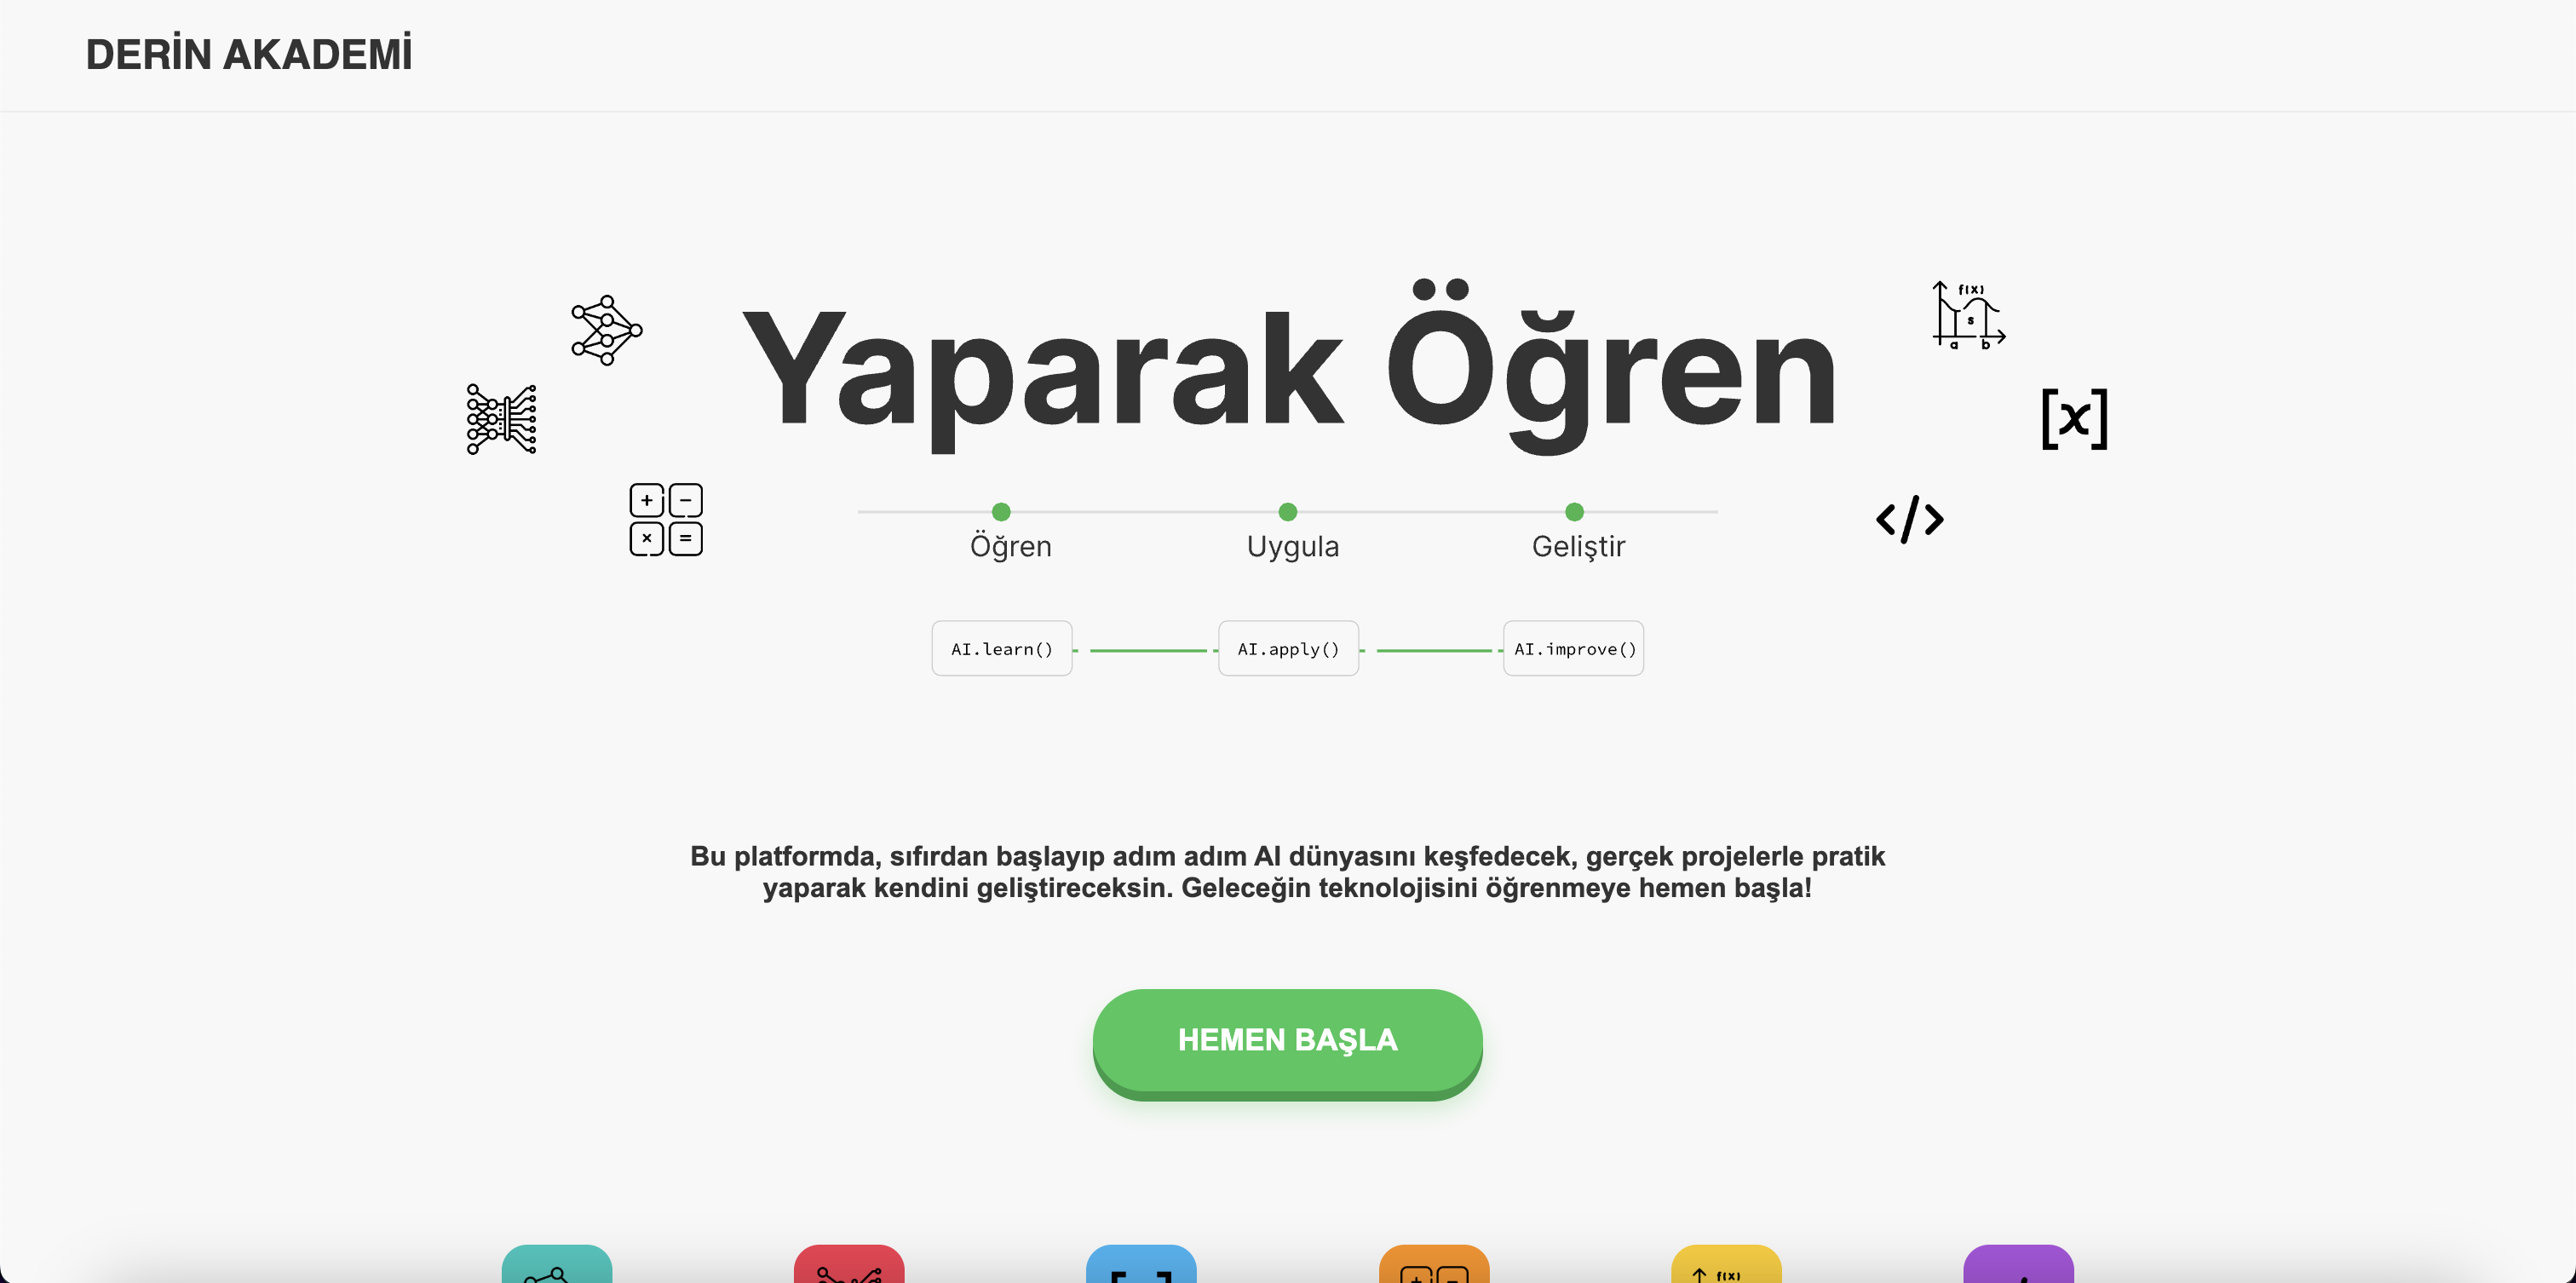 DERİN AKADEMİ
Yaparak Öğren
f(x)
s
a b
[x]
+ −
× =
</>
Öğren Uygula Geliştir
AI.learn() AI.apply() AI.improve()
Bu platformda, sıfırdan başlayıp adım adım AI dünyasını keşfedecek, gerçek projelerle pratik
yaparak kendini geliştireceksin. Geleceğin teknolojisini öğrenmeye hemen başla!
HEMEN BAŞLA
f(x)